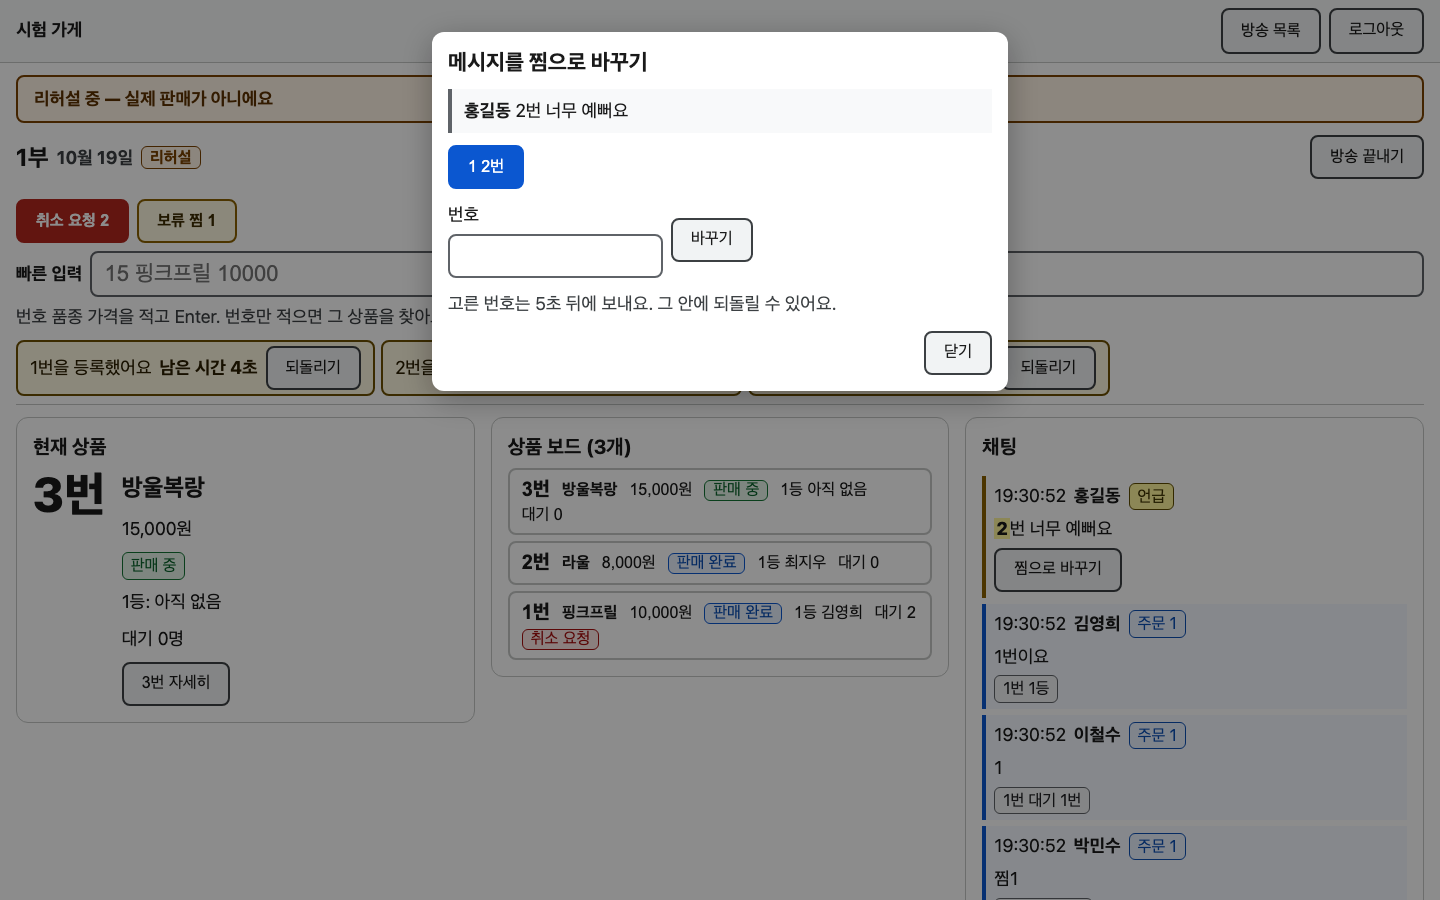 시험 가게
방송 목록
로그아웃
메시지를 찜으로 바꾸기
홍길동 2번 너무 예뻐요
1 2번
번호
바꾸기
고른 번호는 5초 뒤에 보내요. 그 안에 되돌릴 수 있어요.
닫기
리허설 중 — 실제 판매가 아니에요
1부 10월 19일 리허설
방송 끝내기
취소 요청 2
보류 찜 1
빠른 입력 15 핑크프릴 10000
번호 품종 가격을 적고 Enter. 번호만 적으면 그 상품을 찾아
1번을 등록했어요 남은 시간 4초 되돌리기
2번을
되돌리기
현재 상품
3번 방울복랑
15,000원
판매 중
1등: 아직 없음
대기 0명
3번 자세히
상품 보드 (3개)
3번 방울복랑 15,000원 판매 중 1등 아직 없음
대기 0
2번 라울 8,000원 판매 완료 1등 최지우 대기 0
1번 핑크프릴 10,000원 판매 완료 1등 김영희 대기 2
취소 요청
채팅
19:30:52 홍길동 언급
2번 너무 예뻐요
찜으로 바꾸기
19:30:52 김영희 주문 1
1번이요
1번 1등
19:30:52 이철수 주문 1
1
1번 대기 1번
19:30:52 박민수 주문 1
찜1